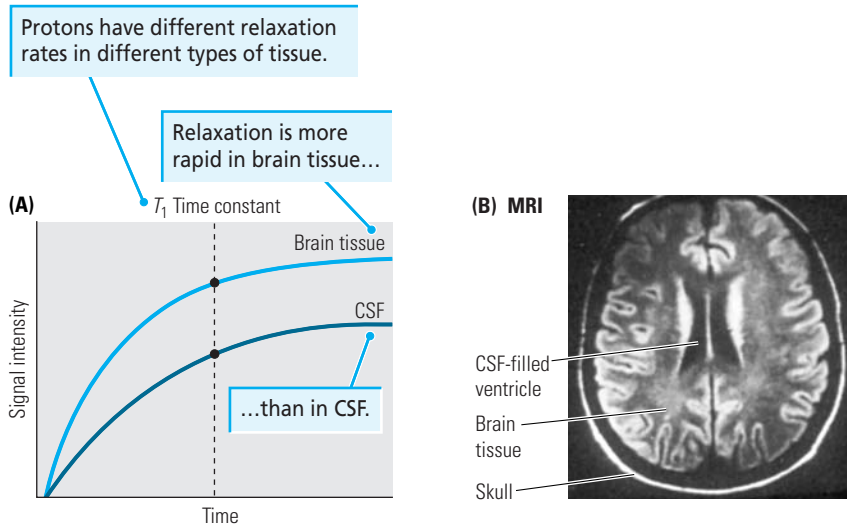 Protons have different relaxation
rates in different types of tissue.
Relaxation is more
rapid in brain tissue…
(A)
T1 Time constant
Brain tissue
CSF
…than in CSF.
Signal intensity
Time
(B) MRI
CSF-filled
ventricle
Brain
tissue
Skull